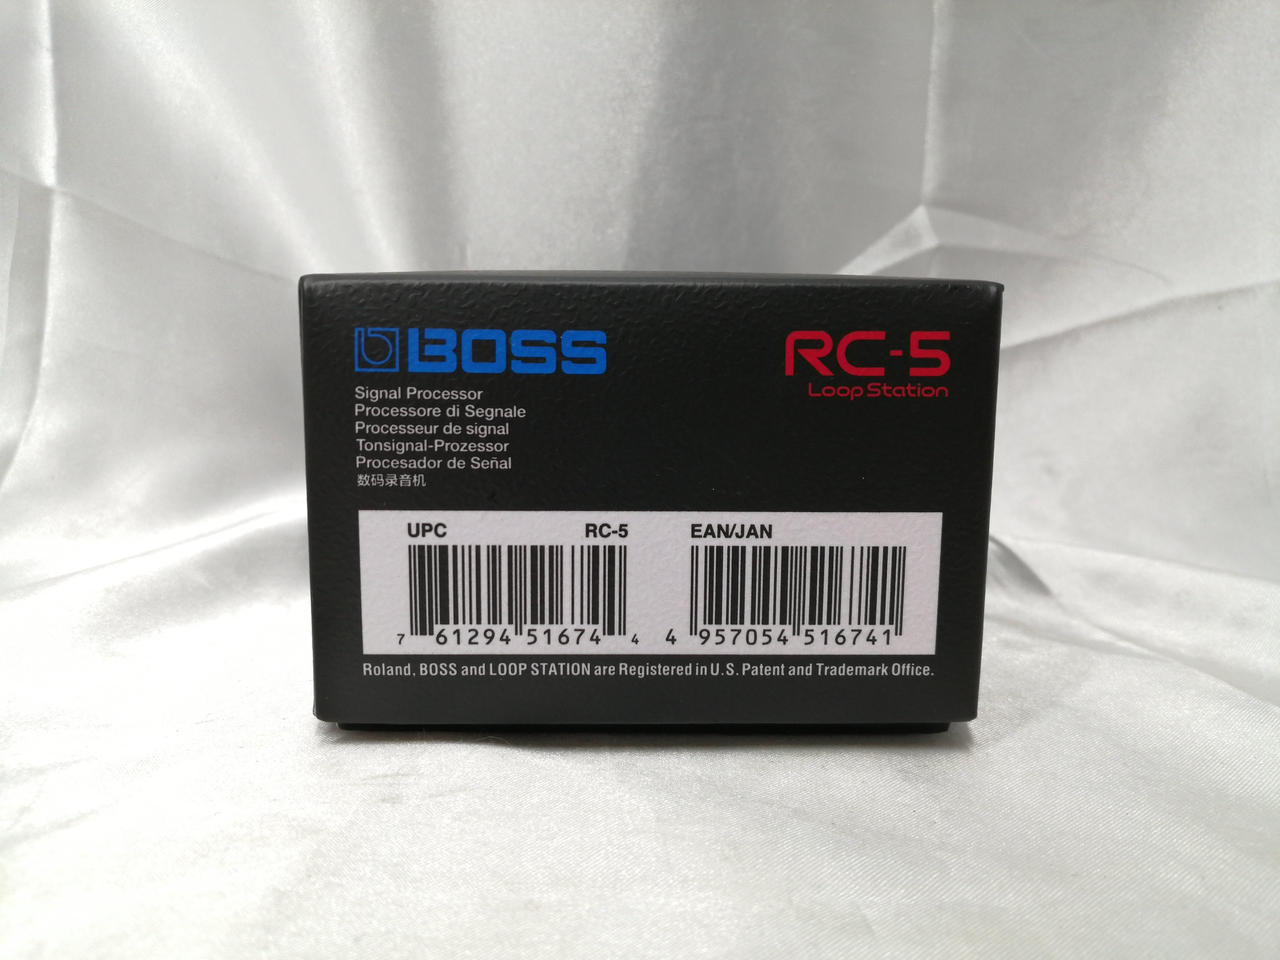 BOSS
RC-5
Loop Station
Signal Processor
Processore di Segnale
Processeur de signal
Tonsignal-Prozessor
Procesador de Señal
数码录音机
UPC RC-5
7 61294 51674 4
EAN/JAN
4 957054 516741
Roland, BOSS and LOOP STATION are Registered in U.S. Patent and Trademark Office.